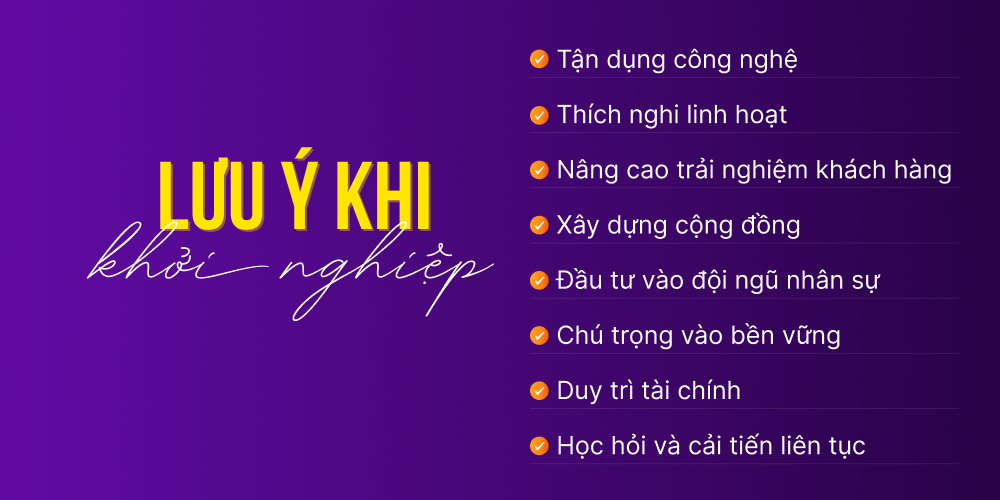 LƯU Ý KHI
khởi nghiệp
Tận dụng công nghệ
Thích nghi linh hoạt
Nâng cao trải nghiệm khách hàng
Xây dựng cộng đồng
Đầu tư vào đội ngũ nhân sự
Chú trọng vào bền vững
Duy trì tài chính
Học hỏi và cải tiến liên tục